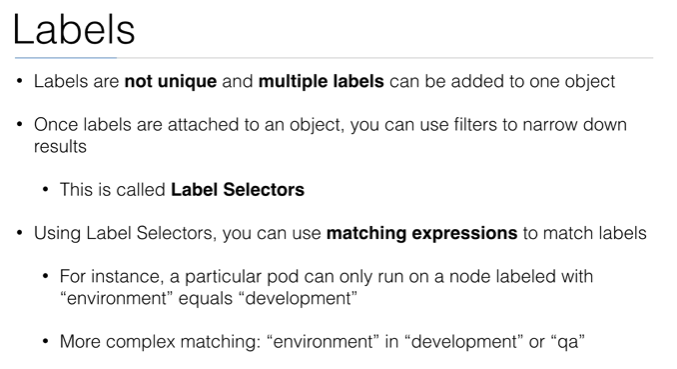 Labels
• Labels are not unique and multiple labels can be added to one object
• Once labels are attached to an object, you can use filters to narrow down
results
• This is called Label Selectors
• Using Label Selectors, you can use matching expressions to match labels
• For instance, a particular pod can only run on a node labeled with
“environment” equals “development”
• More complex matching: “environment” in “development” or “qa”